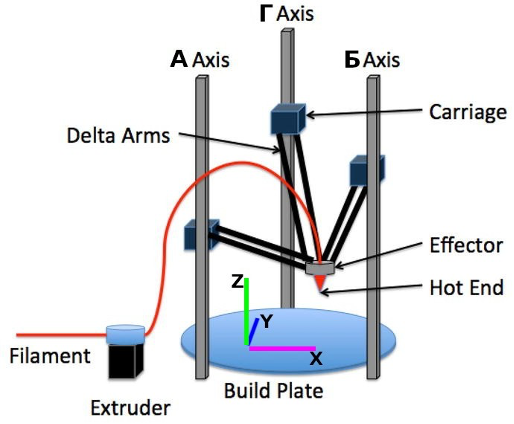 Г Axis
А Axis
Б Axis
Carriage
Delta Arms
Effector
Z
Hot End
Y
X
Filament
Build Plate
Extruder